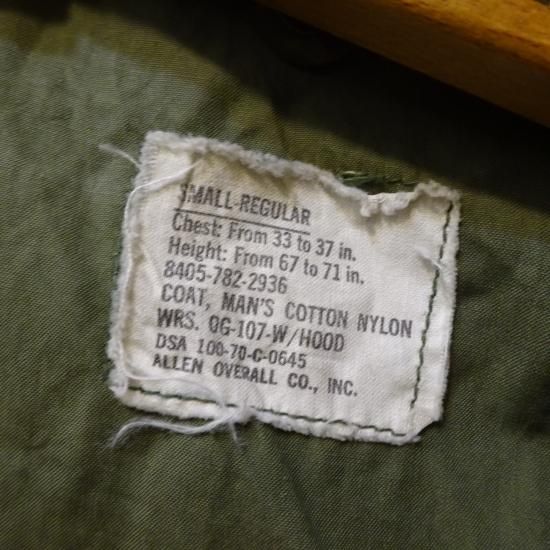 SMALL-REGULAR
Chest: From 33 to 37 in.
Height: From 67 to 71 in.
8405-782-2936
COAT, MAN'S COTTON NYLON
WRS. OG-107-W/HOOD
DSA 100-70-C-0645
ALLEN OVERALL CO., INC.